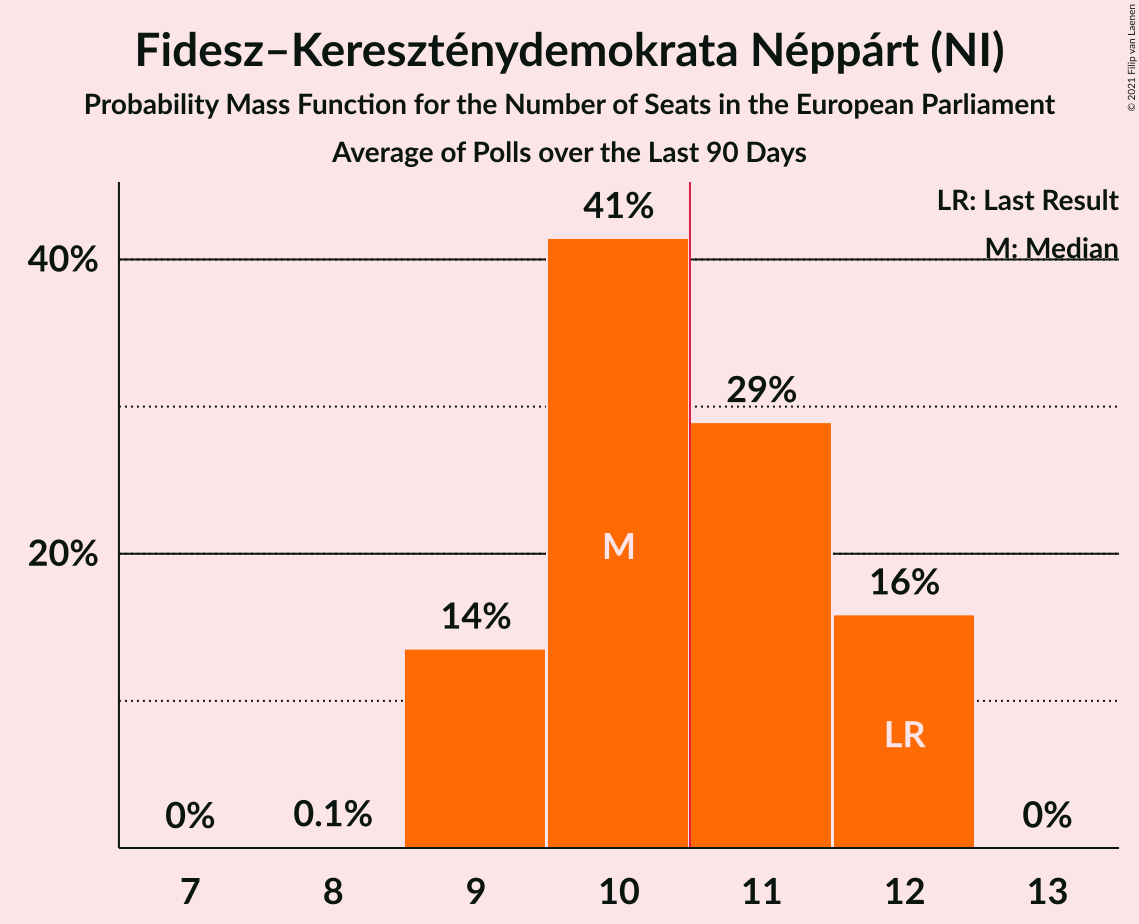 Fidesz–Kereszténydemokrata Néppárt (NI)
Probability Mass Function for the Number of Seats in the European Parliament
Average of Polls over the Last 90 Days
© 2021 Filip van Laenen
LR: Last Result
M: Median
40%
20%
0%
0.1%
14%
41%
29%
16%
0%
M
LR
7
8
9
10
11
12
13